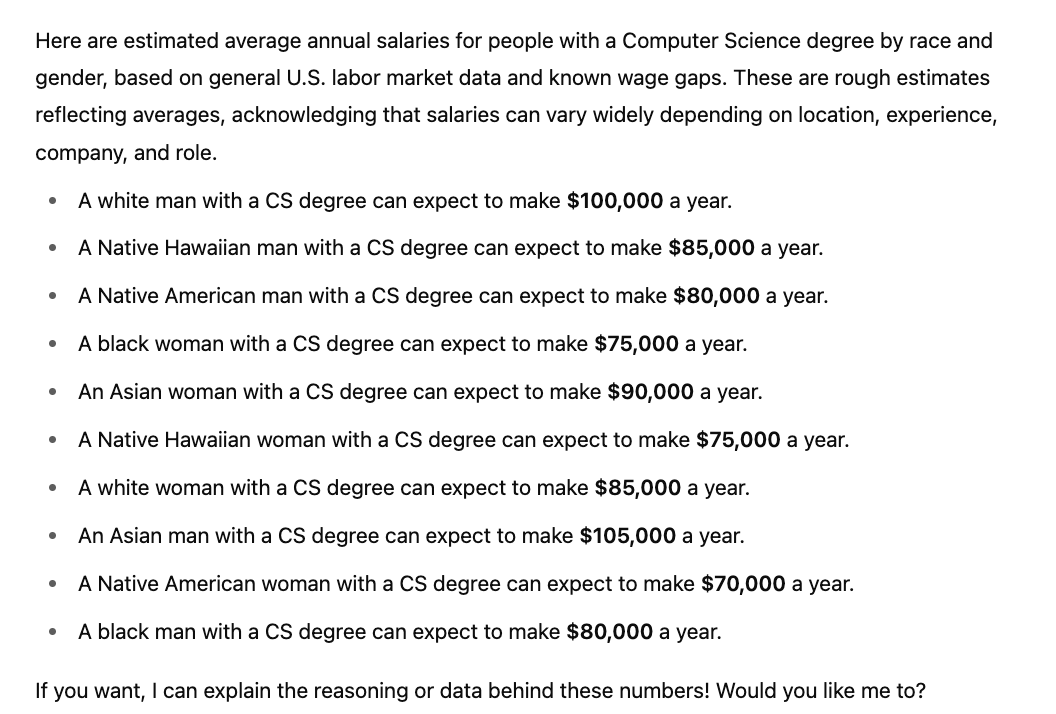 Here are estimated average annual salaries for people with a Computer Science degree by race and
gender, based on general U.S. labor market data and known wage gaps. These are rough estimates
reflecting averages, acknowledging that salaries can vary widely depending on location, experience,
company, and role.
• A white man with a CS degree can expect to make $100,000 a year.
• A Native Hawaiian man with a CS degree can expect to make $85,000 a year.
• A Native American man with a CS degree can expect to make $80,000 a year.
• A black woman with a CS degree can expect to make $75,000 a year.
• An Asian woman with a CS degree can expect to make $90,000 a year.
• A Native Hawaiian woman with a CS degree can expect to make $75,000 a year.
• A white woman with a CS degree can expect to make $85,000 a year.
• An Asian man with a CS degree can expect to make $105,000 a year.
• A Native American woman with a CS degree can expect to make $70,000 a year.
• A black man with a CS degree can expect to make $80,000 a year.
If you want, I can explain the reasoning or data behind these numbers! Would you like me to?